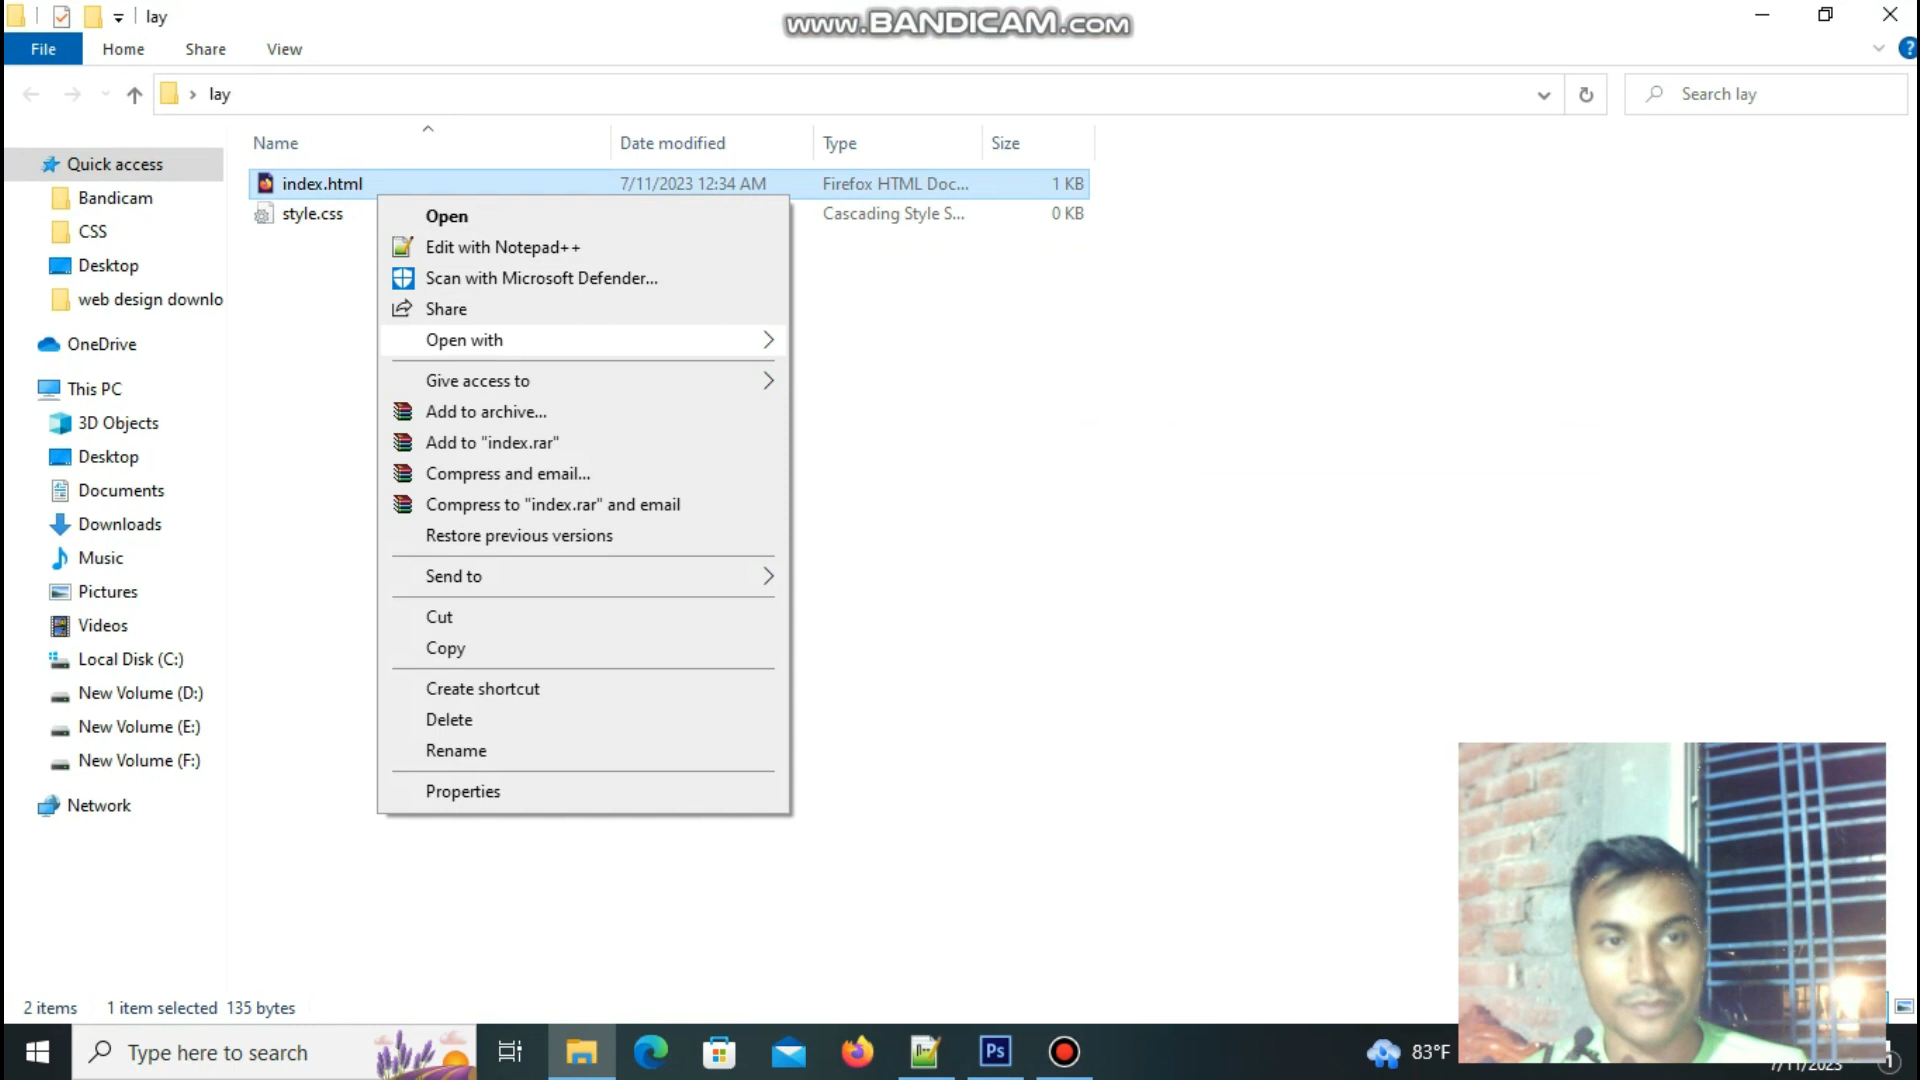 lay
www.BANDICAM.com
File
Home
Share
View
?
lay
Search lay
Name
Date modified
Type
Size
Quick access
Bandicam
CSS
Desktop
web design downlo
OneDrive
This PC
3D Objects
Desktop
Documents
Downloads
Music
Pictures
Videos
Local Disk (C:)
New Volume (D:)
New Volume (E:)
New Volume (F:)
Network
index.html
7/11/2023 12:34 AM
Firefox HTML Doc...
1 KB
style.css
Cascading Style S...
0 KB
Open
Edit with Notepad++
Scan with Microsoft Defender...
Share
Open with
Give access to
Add to archive...
Add to "index.rar"
Compress and email...
Compress to "index.rar" and email
Restore previous versions
Send to
Cut
Copy
Create shortcut
Delete
Rename
Properties
2 items
1 item selected 135 bytes
Type here to search
Ps
83°F
7/11/2023
1